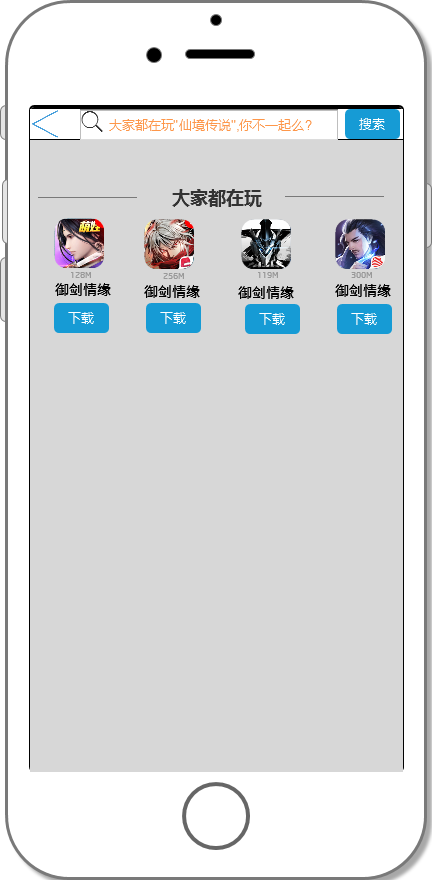 大家都在玩"仙境传说",你不一起么?
搜索
大家都在玩
128M
256M
119M
300M
御剑情缘
御剑情缘
御剑情缘
御剑情缘
下载
下载
下载
下载